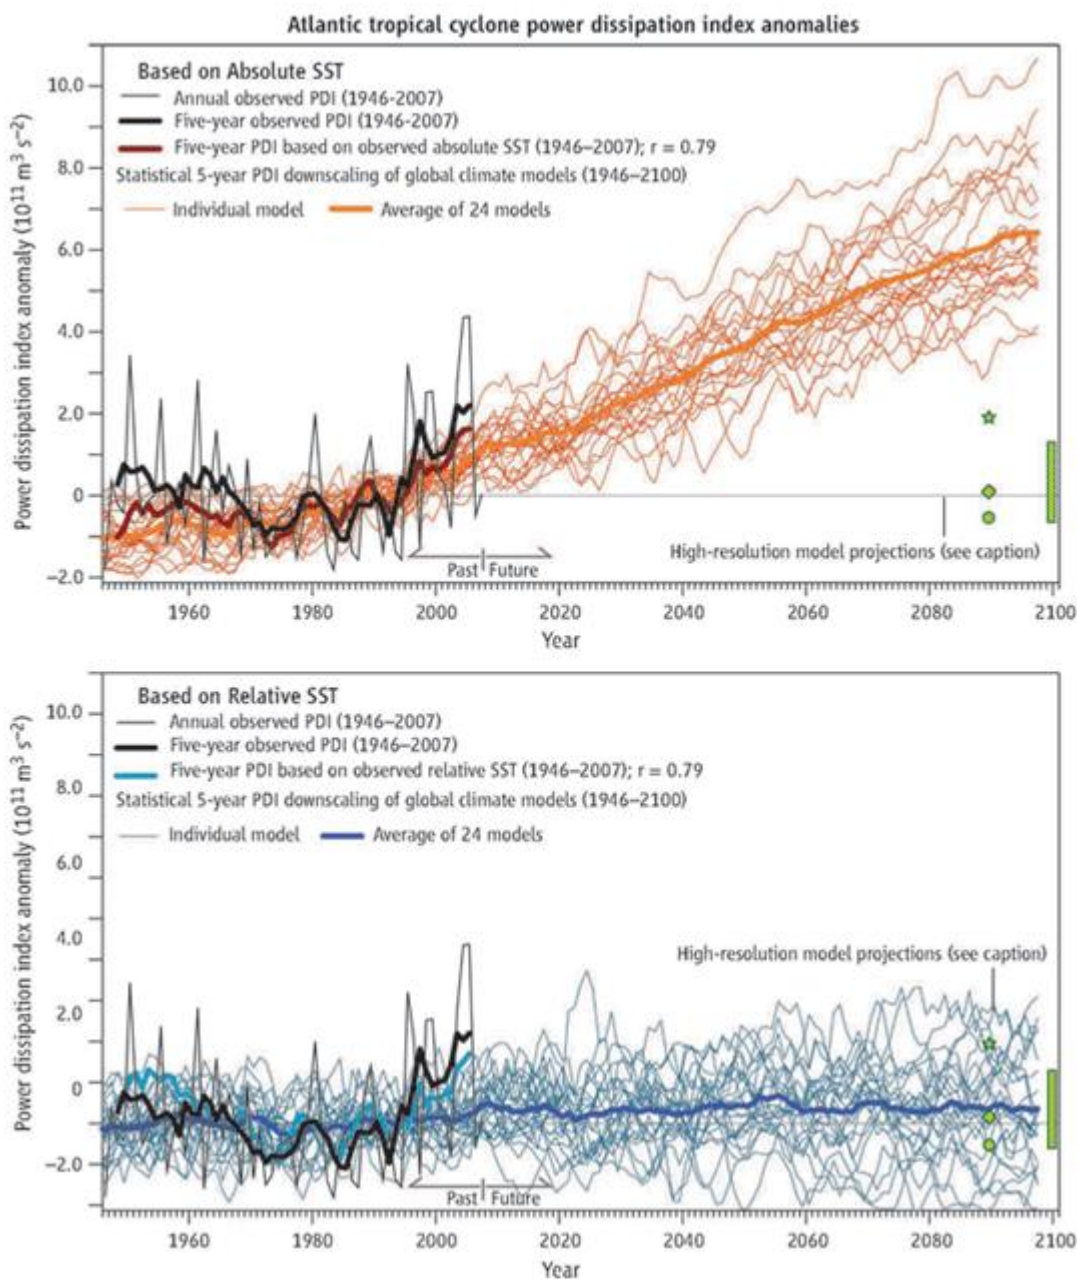 Atlantic tropical cyclone power dissipation index anomalies
Based on Absolute SST
Annual observed PDI (1946-2007)
Five-year observed PDI (1946-2007)
Five-year PDI based on observed absolute SST (1946–2007); r = 0.79
Statistical 5-year PDI downscaling of global climate models (1946–2100)
Individual model Average of 24 models
Power dissipation index anomaly (10¹¹ m³ s⁻²)
10.0
8.0
6.0
4.0
2.0
0
–2.0
High-resolution model projections (see caption)
Past Future
1960 1980 2000 2020 2040 2060 2080 2100
Year
Based on Relative SST
Annual observed PDI (1946–2007)
Five-year observed PDI (1946–2007)
Five-year PDI based on observed relative SST (1946–2007); r = 0.79
Statistical 5-year PDI downscaling of global climate models (1946–2100)
Individual model Average of 24 models
Power dissipation index anomaly (10¹¹ m³ s⁻²)
10.0
8.0
6.0
4.0
2.0
0
–2.0
High-resolution model projections (see caption)
Past Future
1960 1980 2000 2020 2040 2060 2080 2100
Year